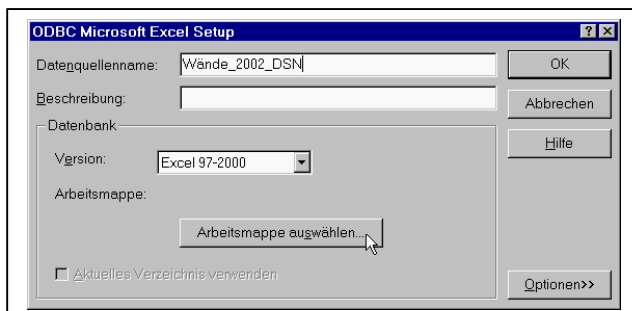 ODBC Microsoft Excel Setup
Datenquellenname: Wände_2002_DSN
OK
Beschreibung:
Abbrechen
Datenbank
Hilfe
Version: Excel 97-2000
Arbeitsmappe:
Arbeitsmappe auswählen...
Aktuelles Verzeichnis verwenden
Optionen>>